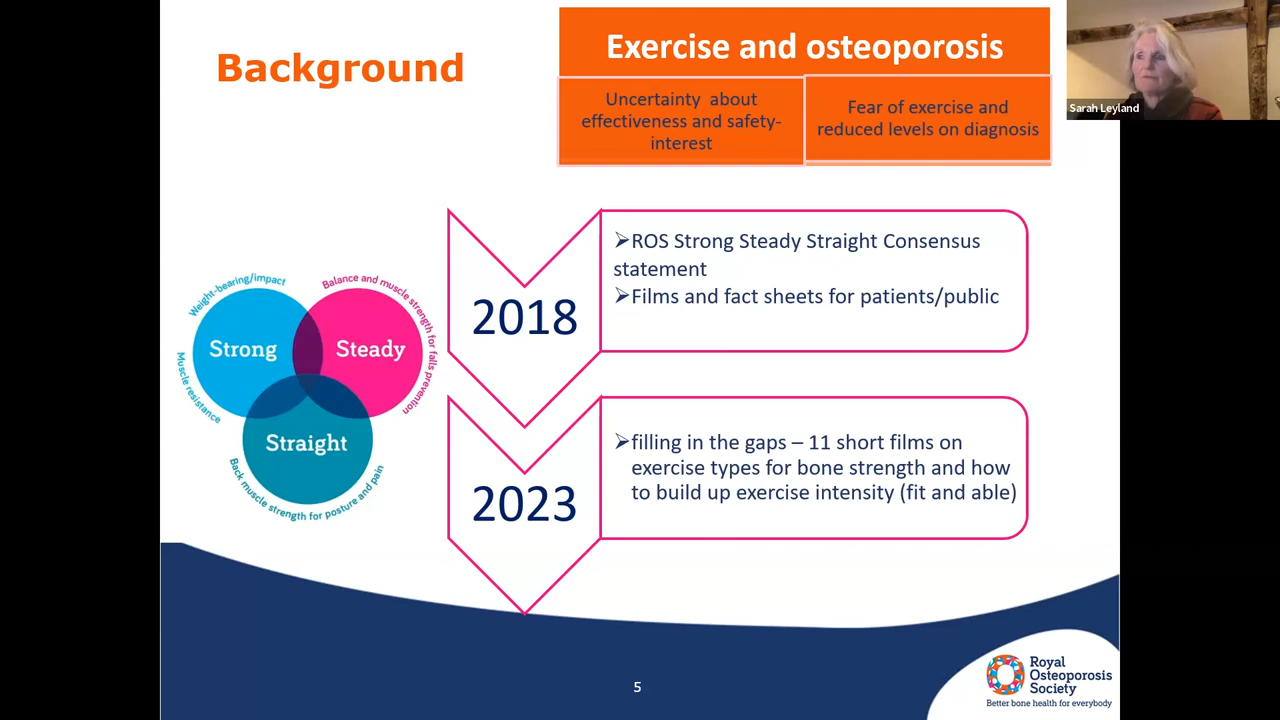 Background
Exercise and osteoporosis
Uncertainty  about
effectiveness and safety-
interest
Fear of exercise and
reduced levels on diagnosis
Sarah Leyland
Weight-bearing/impact
Balance and muscle strength for falls prevention
Muscle resistance
Strong
Steady
Straight
Back muscle strength for posture and pain
2018
➢ROS Strong Steady Straight Consensus
statement
➢Films and fact sheets for patients/public
2023
➢filling in the gaps – 11 short films on
exercise types for bone strength and how
to build up exercise intensity (fit and able)
5
Royal
Osteoporosis
Society
Better bone health for everybody